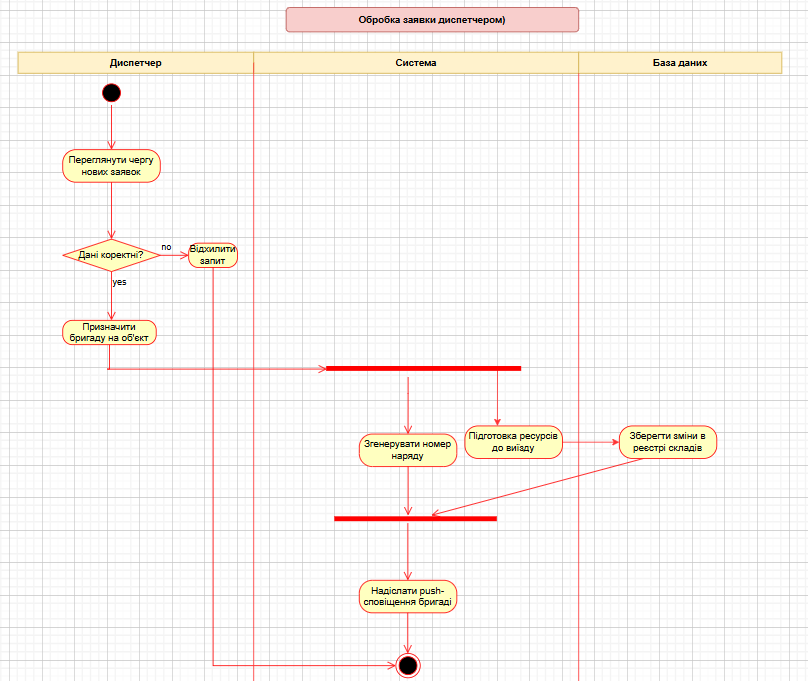 Обробка заявки диспетчером)
Диспетчер
Система
База даних
Переглянути чергу
нових заявок
Дані коректні?
no
Відхилити
запит
yes
Призначити
бригаду на об'єкт
Згенерувати номер
наряду
Підготовка ресурсів
до виїзду
Зберегти зміни в
реєстрі складів
Надіслати push-
сповіщення бригаді